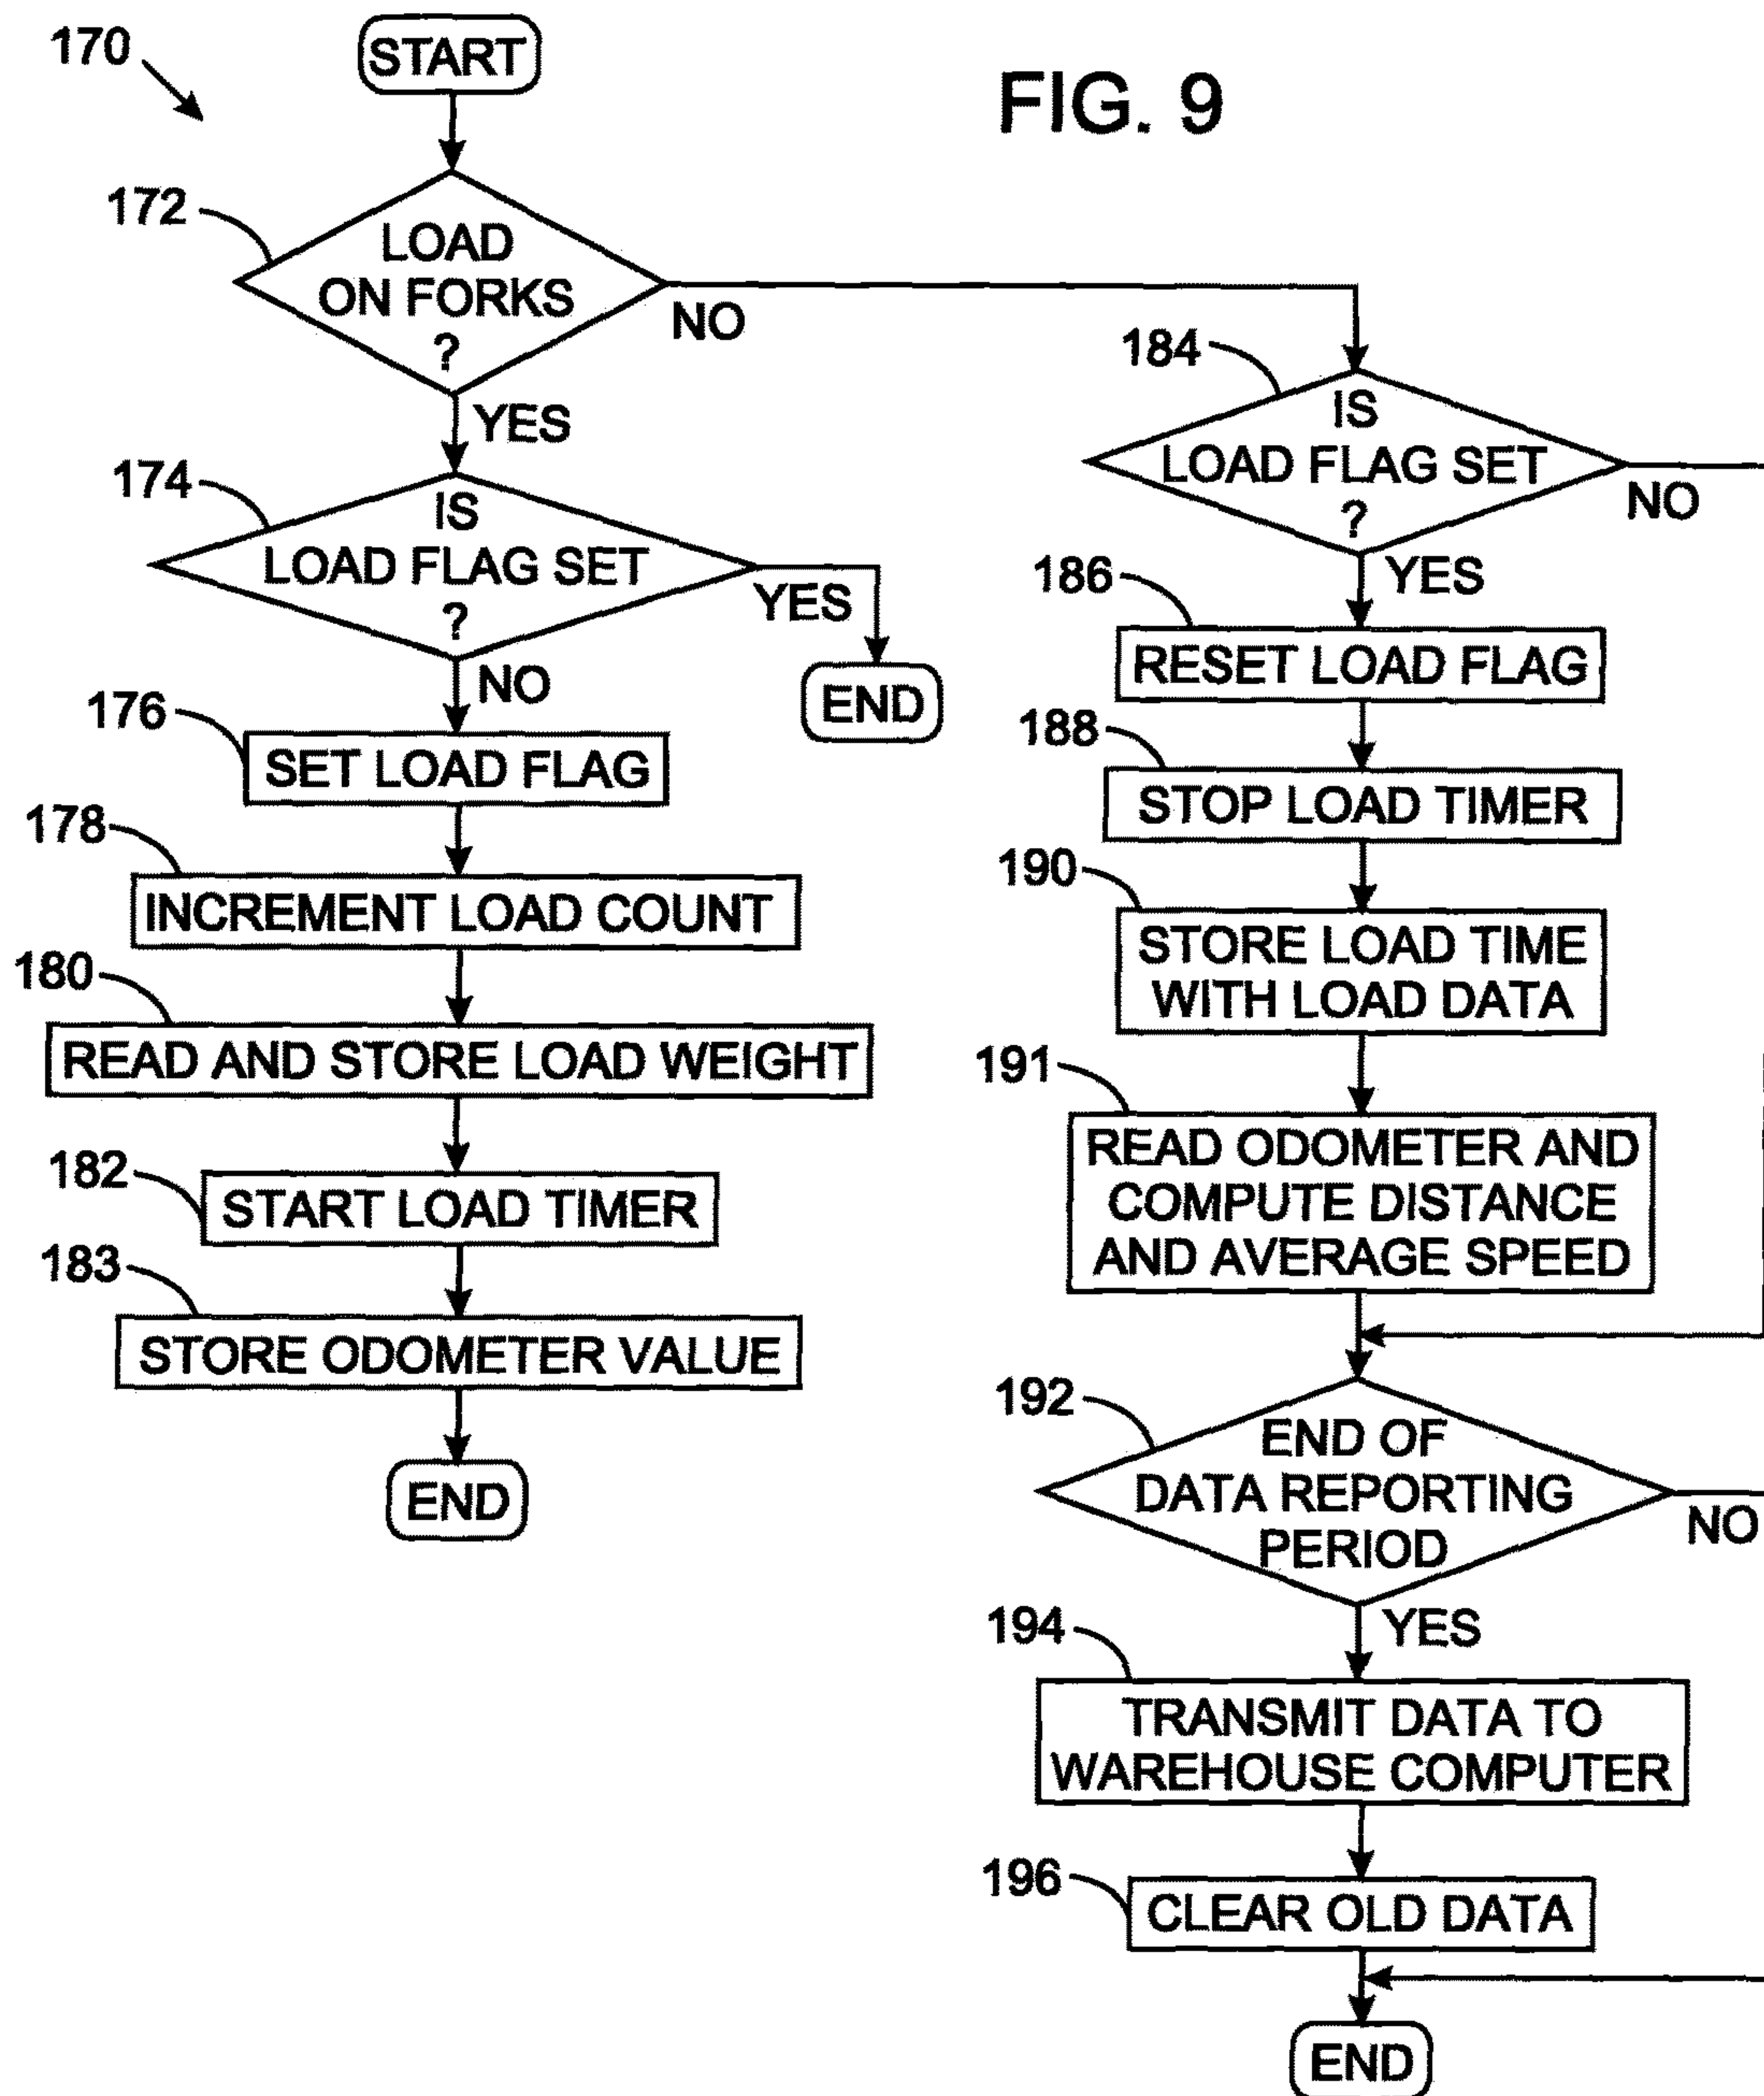 170
START
FIG. 9
172
LOAD
ON FORKS
?
NO
YES
174
IS
LOAD FLAG SET
?
YES
END
NO
176
SET LOAD FLAG
178
INCREMENT LOAD COUNT
180
READ AND STORE LOAD WEIGHT
182
START LOAD TIMER
183
STORE ODOMETER VALUE
END
184
IS
LOAD FLAG SET
?
NO
YES
186
RESET LOAD FLAG
188
STOP LOAD TIMER
190
STORE LOAD TIME
WITH LOAD DATA
191
READ ODOMETER AND
COMPUTE DISTANCE
AND AVERAGE SPEED
192
END OF
DATA REPORTING
PERIOD
NO
YES
194
TRANSMIT DATA TO
WAREHOUSE COMPUTER
196
CLEAR OLD DATA
END